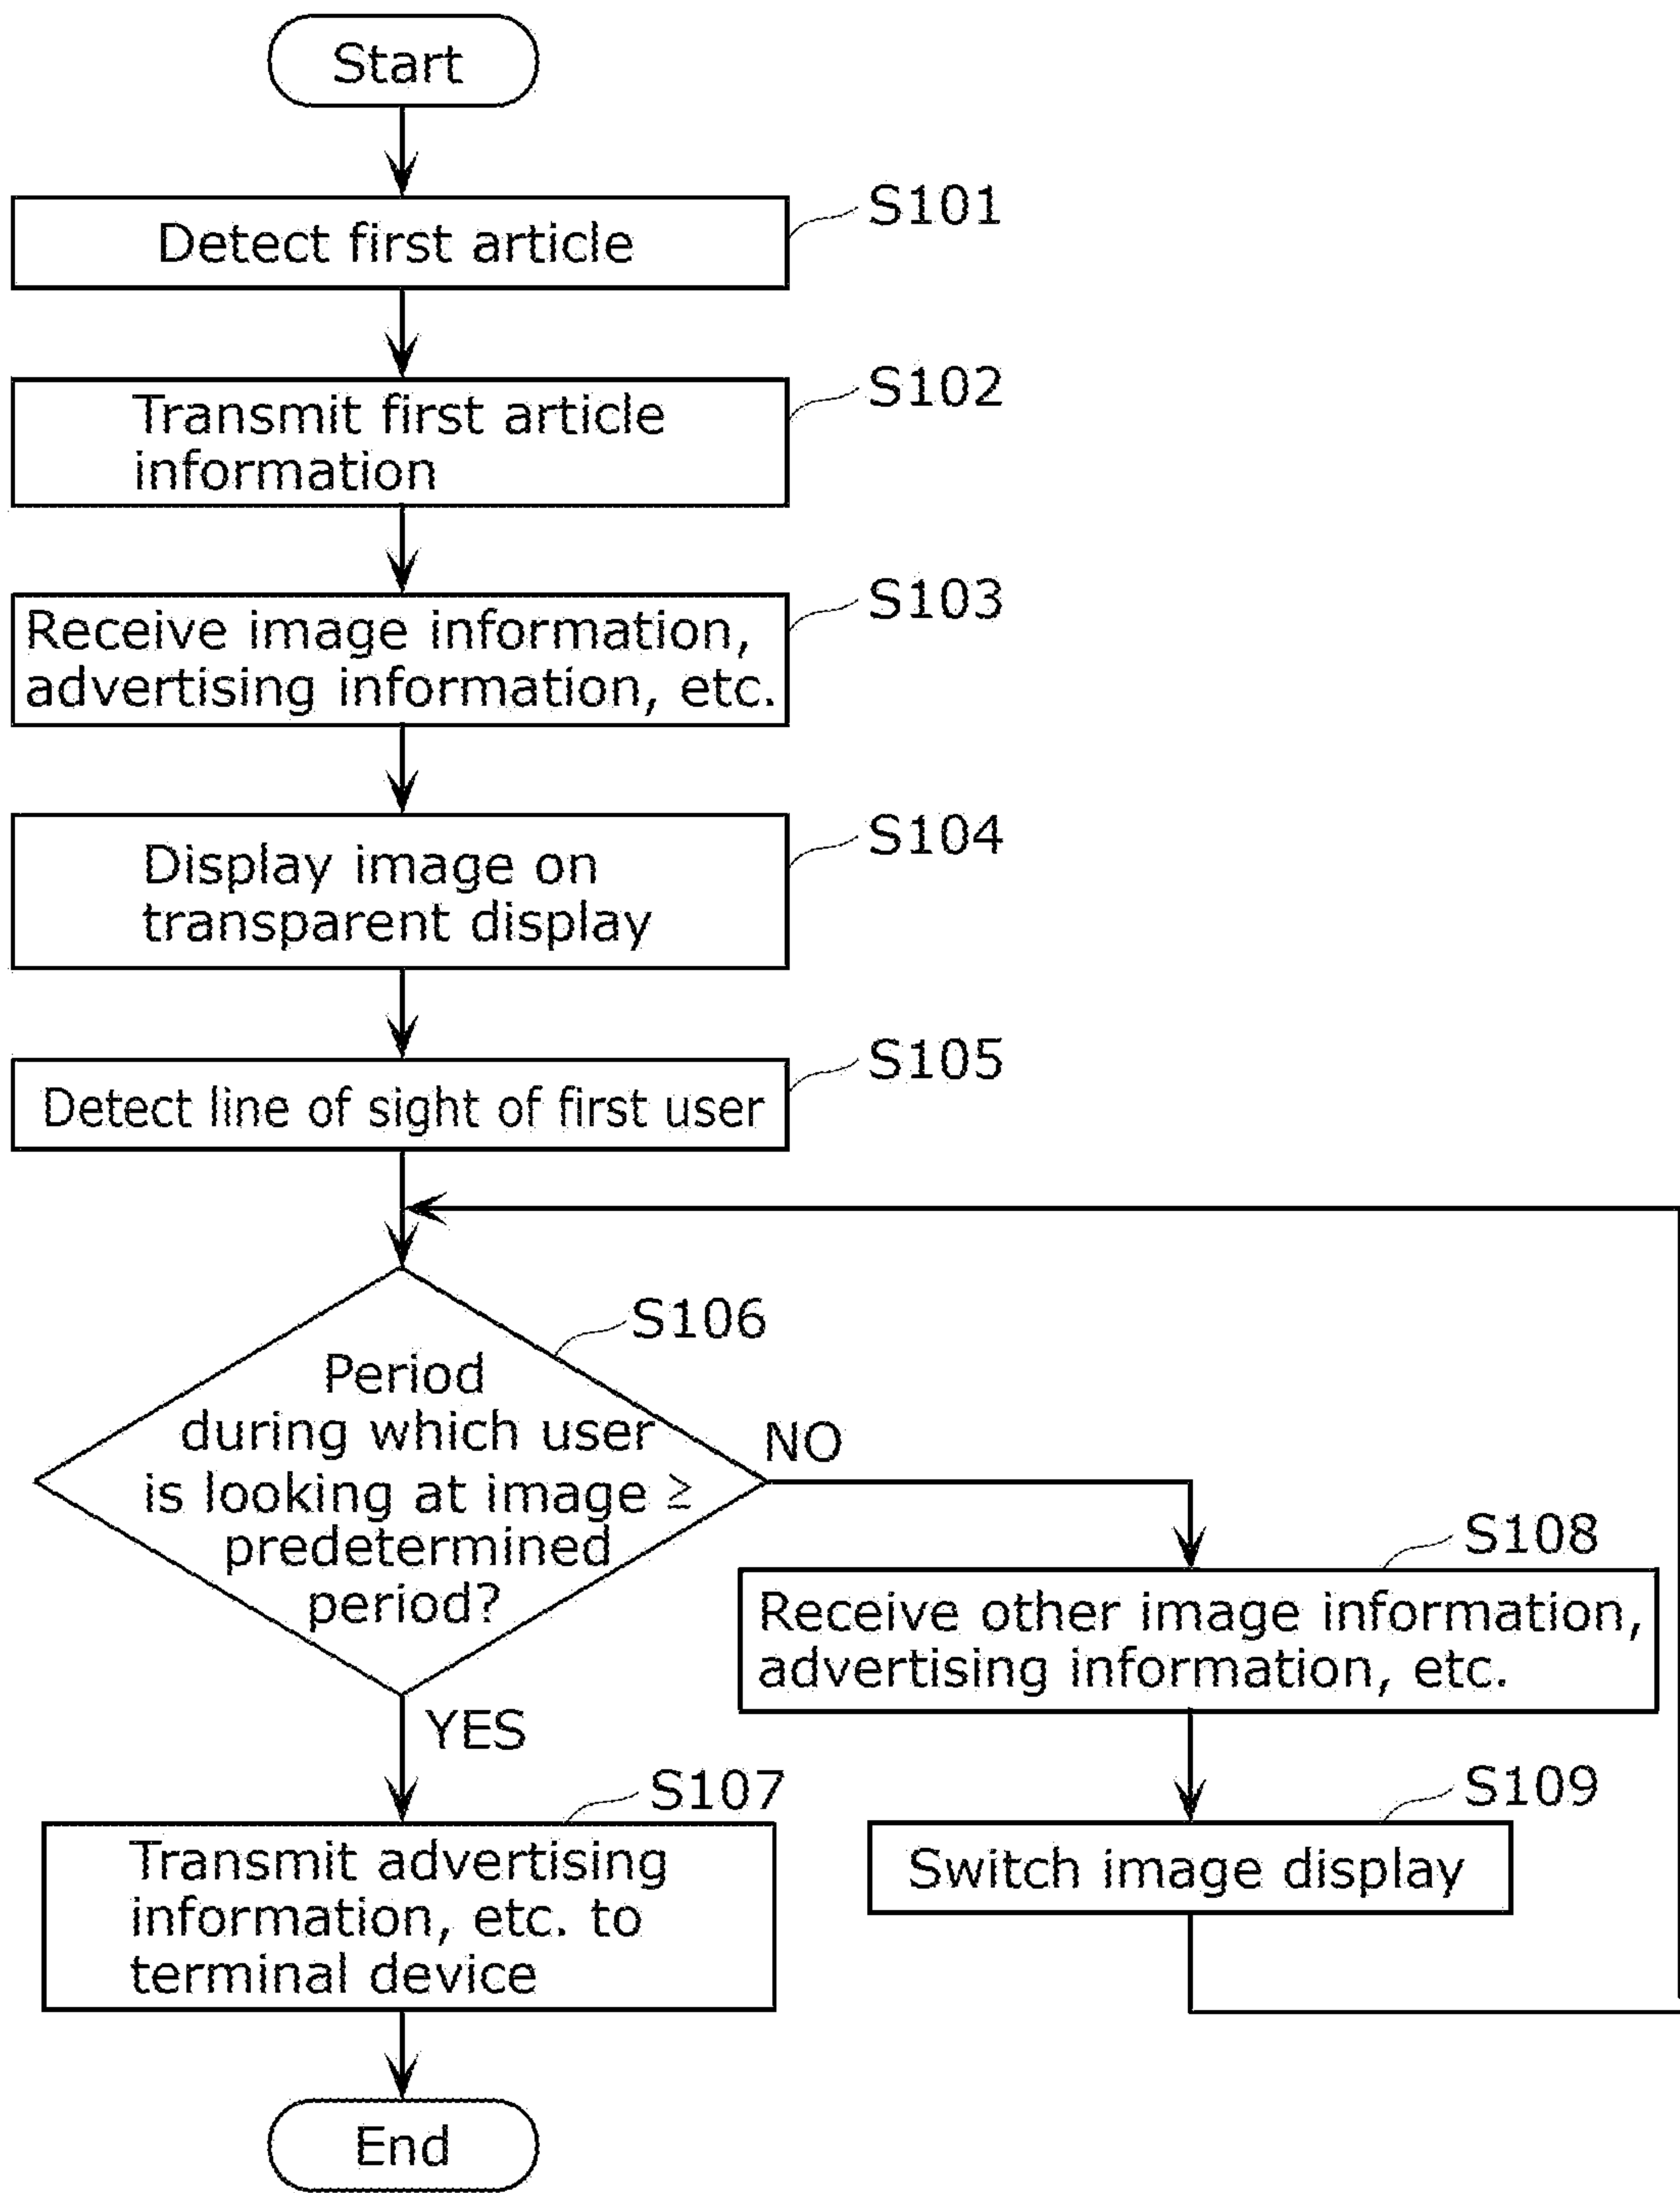 Start
S101
Detect first article
S102
Transmit first article
information
S103
Receive image information,
advertising information, etc.
S104
Display image on
transparent display
S105
Detect line of sight of first user
S106
Period
during which user
is looking at image ≥
predetermined
period?
NO
YES
S108
Receive other image information,
advertising information, etc.
S107
Transmit advertising
information, etc. to
terminal device
S109
Switch image display
End